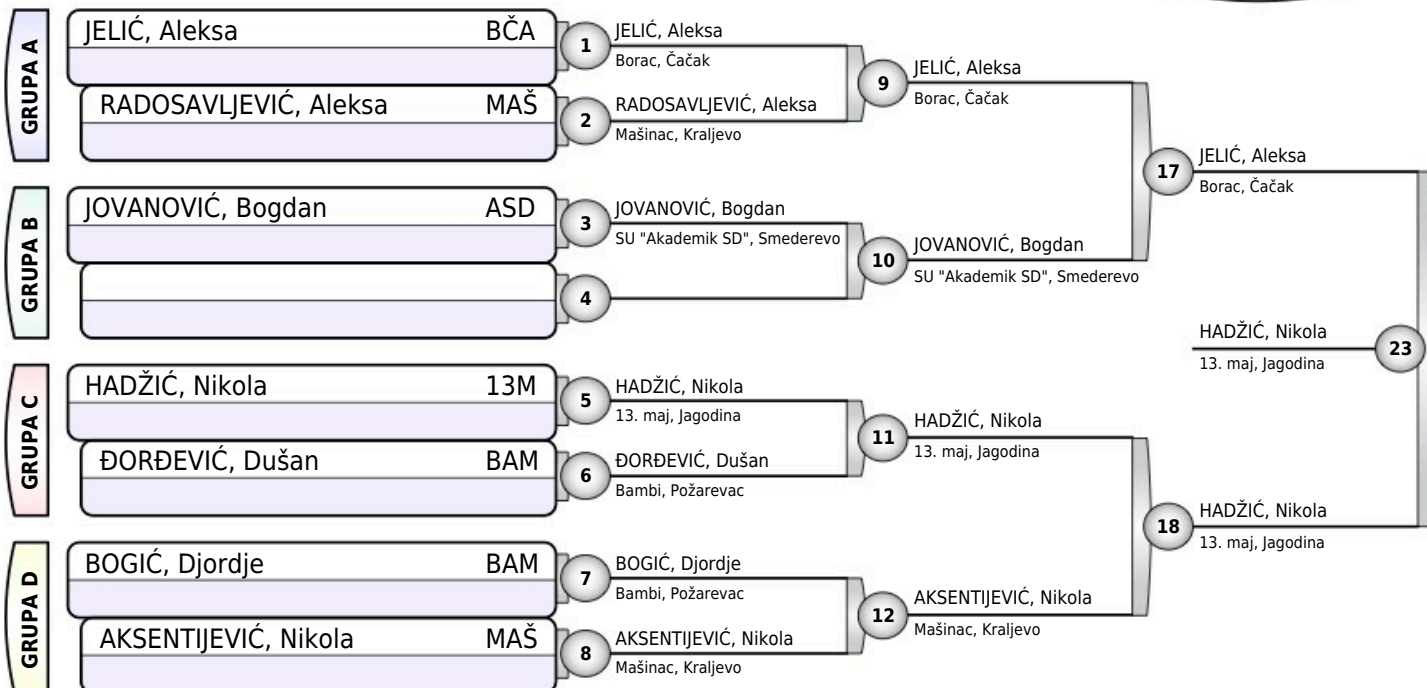 GRUPA A
JELIĆ, Aleksa BČA
RADOSAVLJEVIĆ, Aleksa MAŠ
GRUPA B
JOVANOVIĆ, Bogdan ASD
GRUPA C
HADŽIĆ, Nikola 13M
ĐORĐEVIĆ, Dušan BAM
GRUPA D
BOGIĆ, Djordje BAM
AKSENTIJEVIĆ, Nikola MAŠ
1
JELIĆ, Aleksa
Borac, Čačak
2
RADOSAVLJEVIĆ, Aleksa
Mašinac, Kraljevo
3
JOVANOVIĆ, Bogdan
SU "Akademik SD", Smederevo
4
5
HADŽIĆ, Nikola
13. maj, Jagodina
6
ĐORĐEVIĆ, Dušan
Bambi, Požarevac
7
BOGIĆ, Djordje
Bambi, Požarevac
8
AKSENTIJEVIĆ, Nikola
Mašinac, Kraljevo
9
JELIĆ, Aleksa
Borac, Čačak
10
JOVANOVIĆ, Bogdan
SU "Akademik SD", Smederevo
11
HADŽIĆ, Nikola
13. maj, Jagodina
12
AKSENTIJEVIĆ, Nikola
Mašinac, Kraljevo
17
JELIĆ, Aleksa
Borac, Čačak
18
HADŽIĆ, Nikola
13. maj, Jagodina
HADŽIĆ, Nikola
13. maj, Jagodina
23